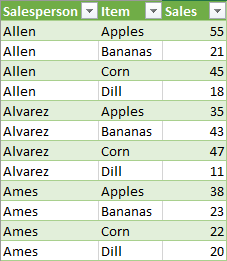 Salesperson Item Sales
Allen Apples 55
Allen Bananas 21
Allen Corn 45
Allen Dill 18
Alvarez Apples 35
Alvarez Bananas 43
Alvarez Corn 47
Alvarez Dill 11
Ames Apples 38
Ames Bananas 23
Ames Corn 22
Ames Dill 20